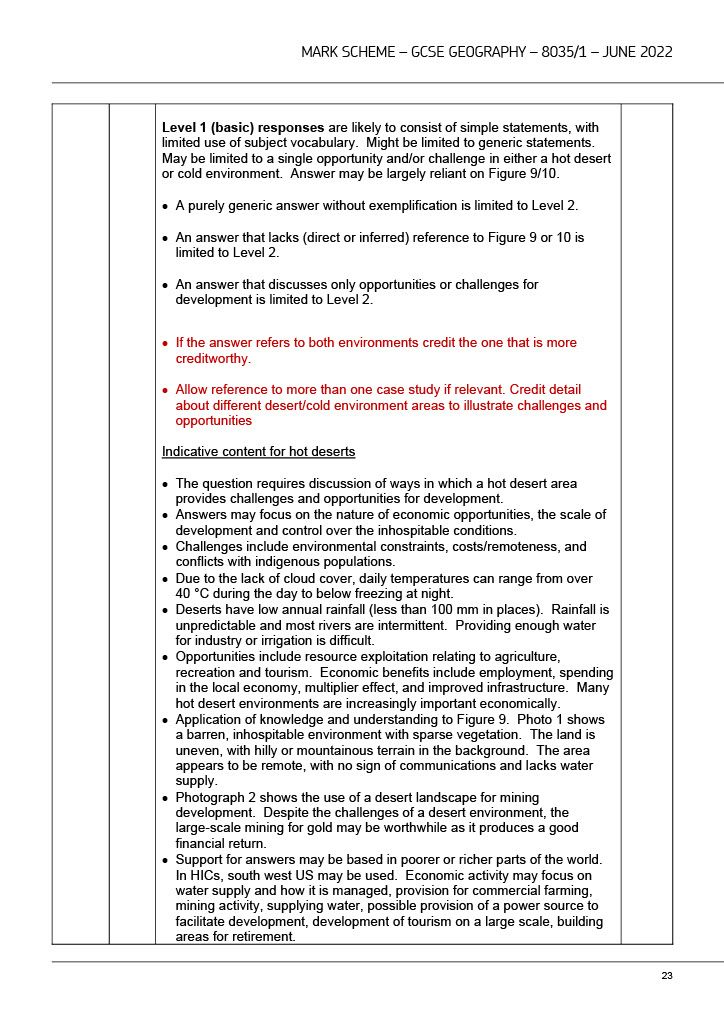 MARK SCHEME – GCSE GEOGRAPHY – 8035/1 – JUNE 2022
Level 1 (basic) responses are likely to consist of simple statements, with
limited use of subject vocabulary. Might be limited to generic statements.
May be limited to a single opportunity and/or challenge in either a hot desert
or cold environment. Answer may be largely reliant on Figure 9/10.
• A purely generic answer without exemplification is limited to Level 2.
• An answer that lacks (direct or inferred) reference to Figure 9 or 10 is
limited to Level 2.
• An answer that discusses only opportunities or challenges for
development is limited to Level 2.
• If the answer refers to both environments credit the one that is more
creditworthy.
• Allow reference to more than one case study if relevant. Credit detail
about different desert/cold environment areas to illustrate challenges and
opportunities
Indicative content for hot deserts
• The question requires discussion of ways in which a hot desert area
provides challenges and opportunities for development.
• Answers may focus on the nature of economic opportunities, the scale of
development and control over the inhospitable conditions.
• Challenges include environmental constraints, costs/remoteness, and
conflicts with indigenous populations.
• Due to the lack of cloud cover, daily temperatures can range from over
40 °C during the day to below freezing at night.
• Deserts have low annual rainfall (less than 100 mm in places). Rainfall is
unpredictable and most rivers are intermittent. Providing enough water
for industry or irrigation is difficult.
• Opportunities include resource exploitation relating to agriculture,
recreation and tourism. Economic benefits include employment, spending
in the local economy, multiplier effect, and improved infrastructure. Many
hot desert environments are increasingly important economically.
• Application of knowledge and understanding to Figure 9. Photo 1 shows
a barren, inhospitable environment with sparse vegetation. The land is
uneven, with hilly or mountainous terrain in the background. The area
appears to be remote, with no sign of communications and lacks water
supply.
• Photograph 2 shows the use of a desert landscape for mining
development. Despite the challenges of a desert environment, the
large-scale mining for gold may be worthwhile as it produces a good
financial return.
• Support for answers may be based in poorer or richer parts of the world.
In HICs, south west US may be used. Economic activity may focus on
water supply and how it is managed, provision for commercial farming,
mining activity, supplying water, possible provision of a power source to
facilitate development, development of tourism on a large scale, building
areas for retirement.
23